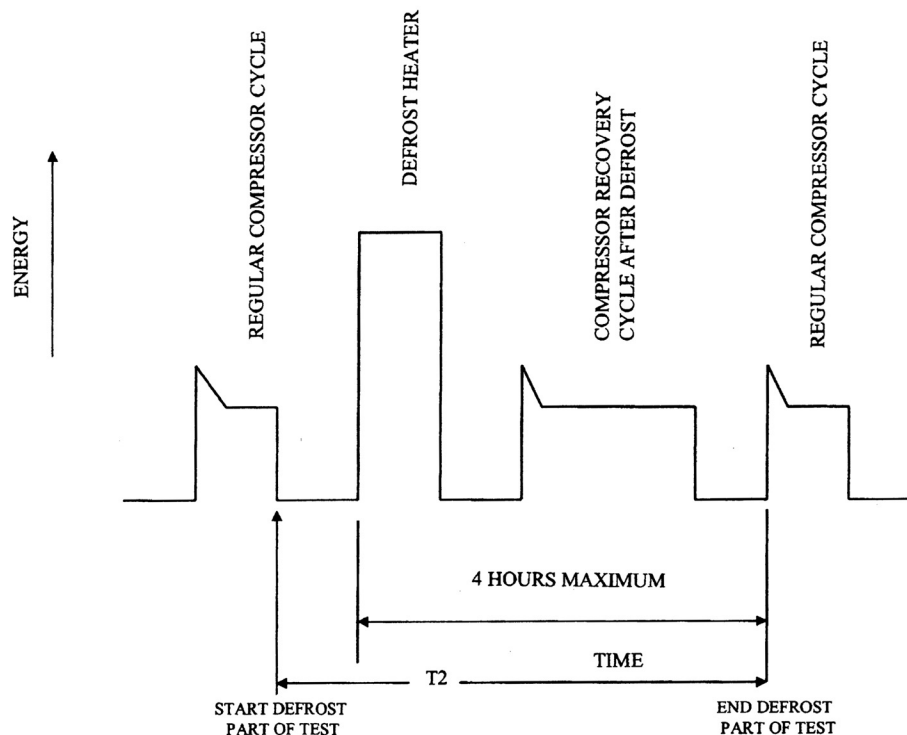 ENERGY
REGULAR COMPRESSOR CYCLE
DEFROST HEATER
COMPRESSOR RECOVERY
CYCLE AFTER DEFROST
REGULAR COMPRESSOR CYCLE
4 HOURS MAXIMUM
TIME
T2
START DEFROST
PART OF TEST
END DEFROST
PART OF TEST